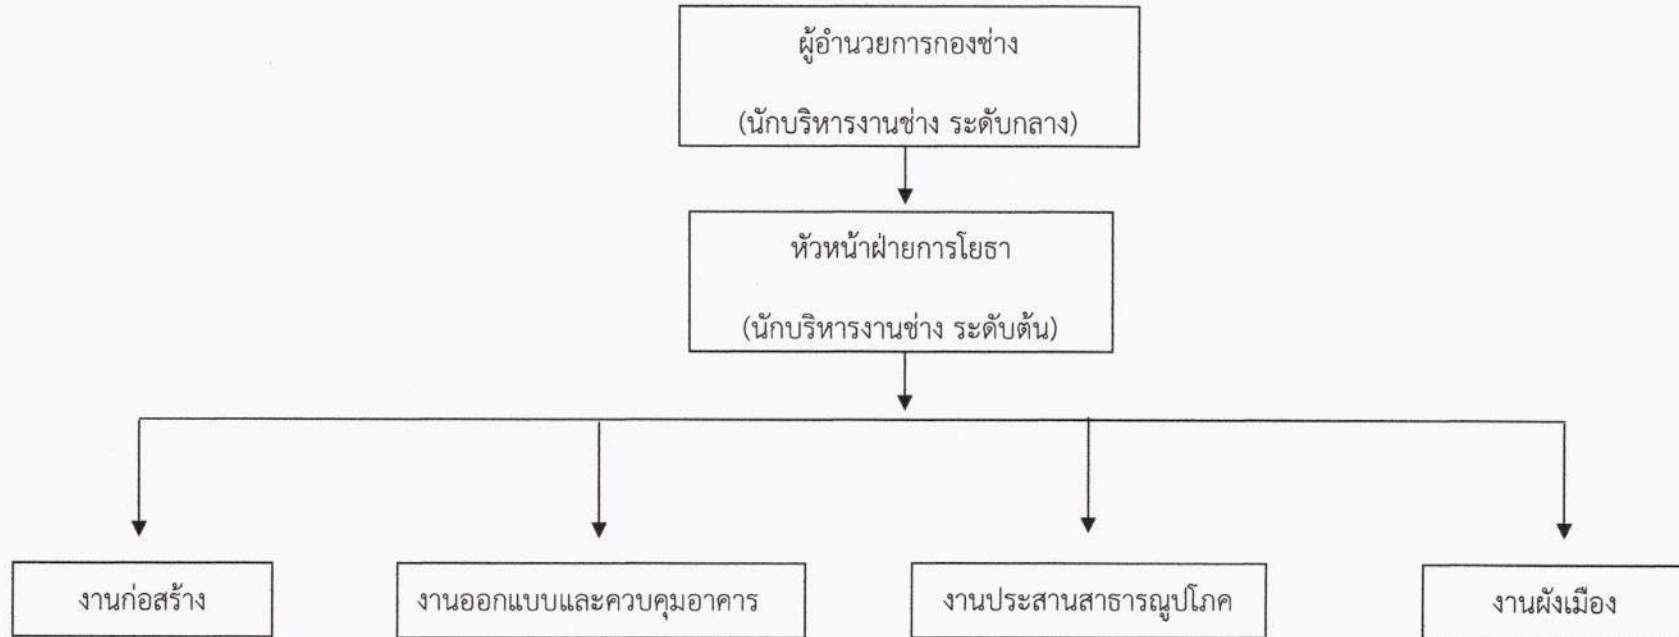 ผู้อำนวยการกองช่าง
(นักบริหารงานช่าง ระดับกลาง)
หัวหน้าฝ่ายการโยธา
(นักบริหารงานช่าง ระดับต้น)
งานก่อสร้าง
งานออกแบบและควบคุมอาคาร
งานประสานสาธารณูปโภค
งานผังเมือง